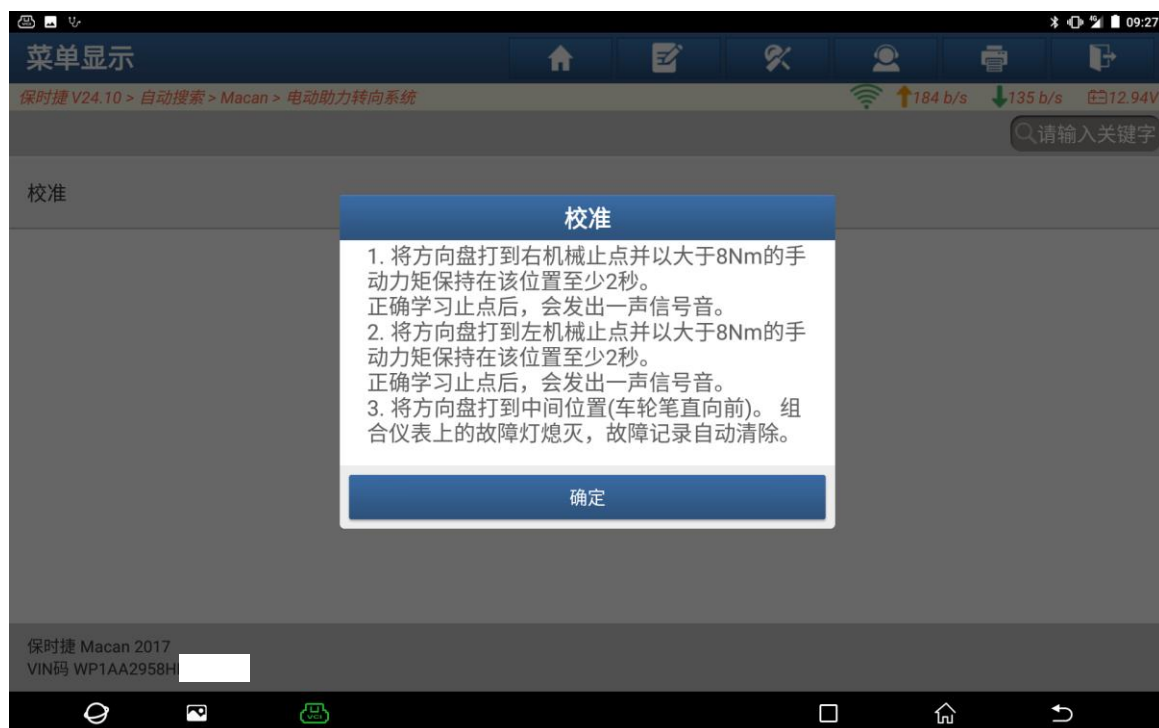 09:27
菜单显示
保时捷 V24.10 > 自动搜索 > Macan > 电动助力转向系统
184 b/s 135 b/s 12.94V
请输入关键字
校准
校准
1. 将方向盘打到右机械止点并以大于8Nm的手
动力矩保持在该位置至少2秒。
正确学习止点后，会发出一声信号音。
2. 将方向盘打到左机械止点并以大于8Nm的手
动力矩保持在该位置至少2秒。
正确学习止点后，会发出一声信号音。
3. 将方向盘打到中间位置(车轮笔直向前)。 组
合仪表上的故障灯熄灭，故障记录自动清除。
确定
保时捷 Macan 2017
VIN码 WP1AA2958H
VCI